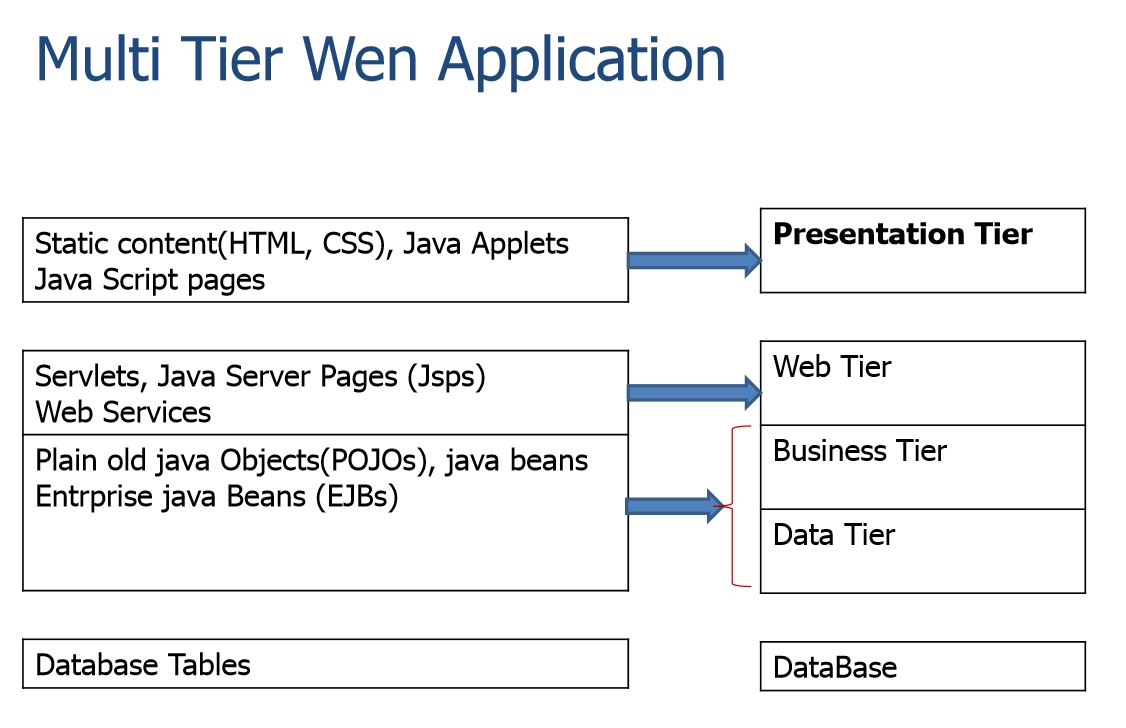 Multi Tier Wen Application
Static content(HTML, CSS), Java Applets
Java Script pages
Presentation Tier
Servlets, Java Server Pages (Jsps)
Web Services
Web Tier
Plain old java Objects(POJOs), java beans
Entrprise java Beans (EJBs)
Business Tier
Data Tier
Database Tables
DataBase